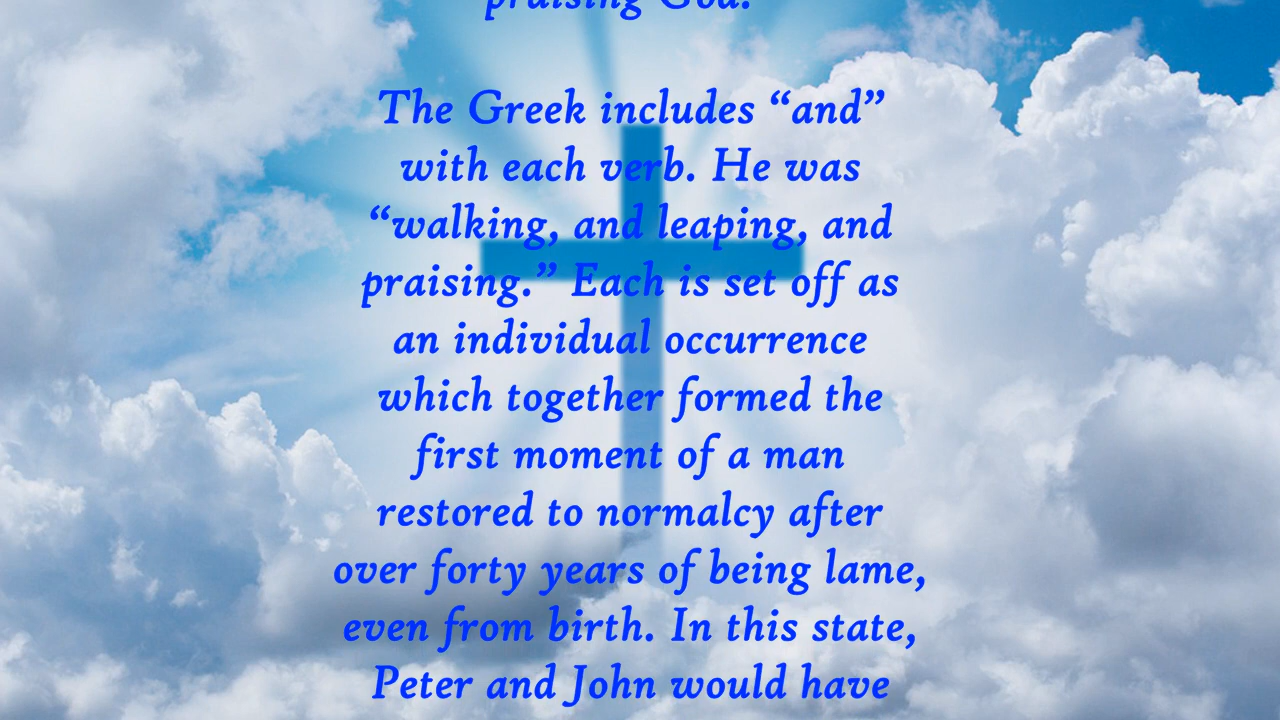 praising God.
The Greek includes “and”
with each verb. He was
“walking, and leaping, and
praising.” Each is set off as
an individual occurrence
which together formed the
first moment of a man
restored to normalcy after
over forty years of being lame,
even from birth. In this state,
Peter and John would have